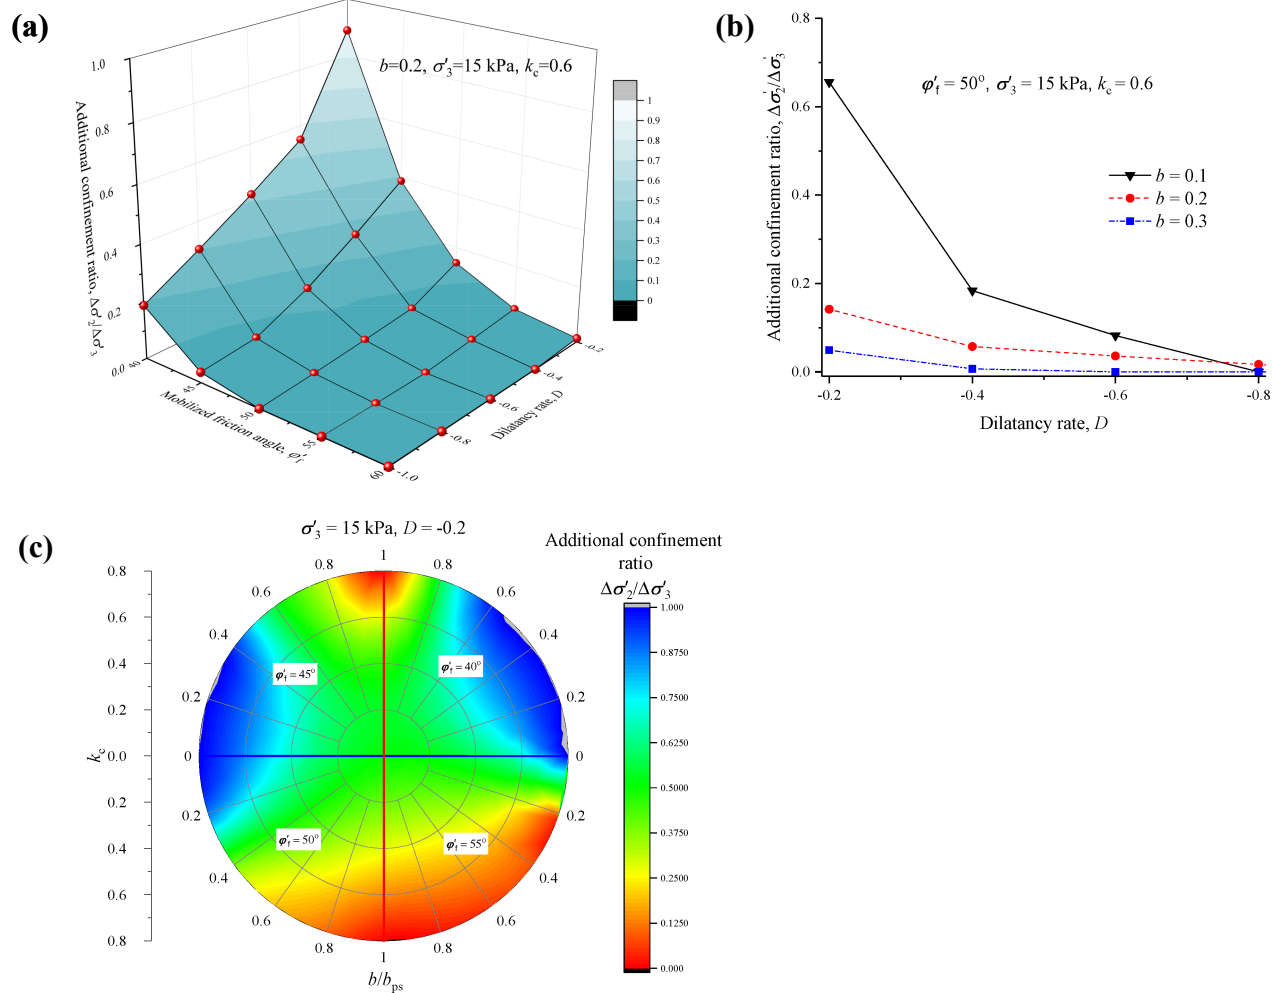 (a)
b=0.2, σ′3=15 kPa, kc=0.6
Additional confinement ratio, Δσ′2/Δσ′3
1.0
0.8
0.6
0.4
0.2
0.0
40
45
50
55
60
Mobilized friction angle, φ′f
-1.0
-0.8
-0.6
-0.4
-0.2
Dilatancy rate, D
1
0.9
0.8
0.7
0.6
0.5
0.4
0.3
0.2
0.1
0
(b)
Additional confinement ratio, Δσ′2/Δσ′3
0.8
0.6
0.4
0.2
0.0
φ′f = 50°, σ′3 = 15 kPa, kc = 0.6
b = 0.1
b = 0.2
b = 0.3
-0.2 -0.4 -0.6 -0.8
Dilatancy rate, D
(c)
σ′3 = 15 kPa, D = -0.2
kc
0.8
0.6
0.4
0.2
0.0
0.2
0.4
0.6
0.8
1
0.8
0.6
0.4
0.2
0
0.2
0.4
0.6
0.8
1
0.8
0.6
0.4
0.2
0
0.4
0.6
0.8
φ′f = 45°
φ′f = 40°
φ′f = 50°
φ′f = 55°
b/bps
Additional confinement
ratio
Δσ′2/Δσ′3
1.000
0.8750
0.7500
0.6250
0.5000
0.3750
0.2500
0.1250
0.000